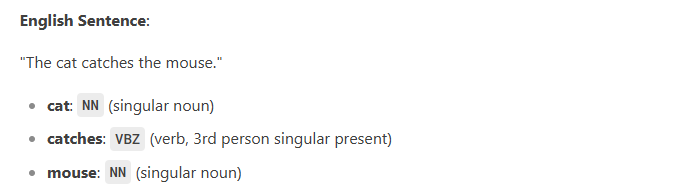 English Sentence:
"The cat catches the mouse."
cat: NN (singular noun)
catches: VBZ (verb, 3rd person singular present)
mouse: NN (singular noun)